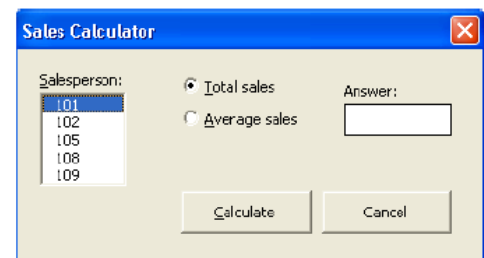 Sales Calculator
Salesperson:
101
102
105
108
109
Total sales
Average sales
Answer:
Calculate
Cancel